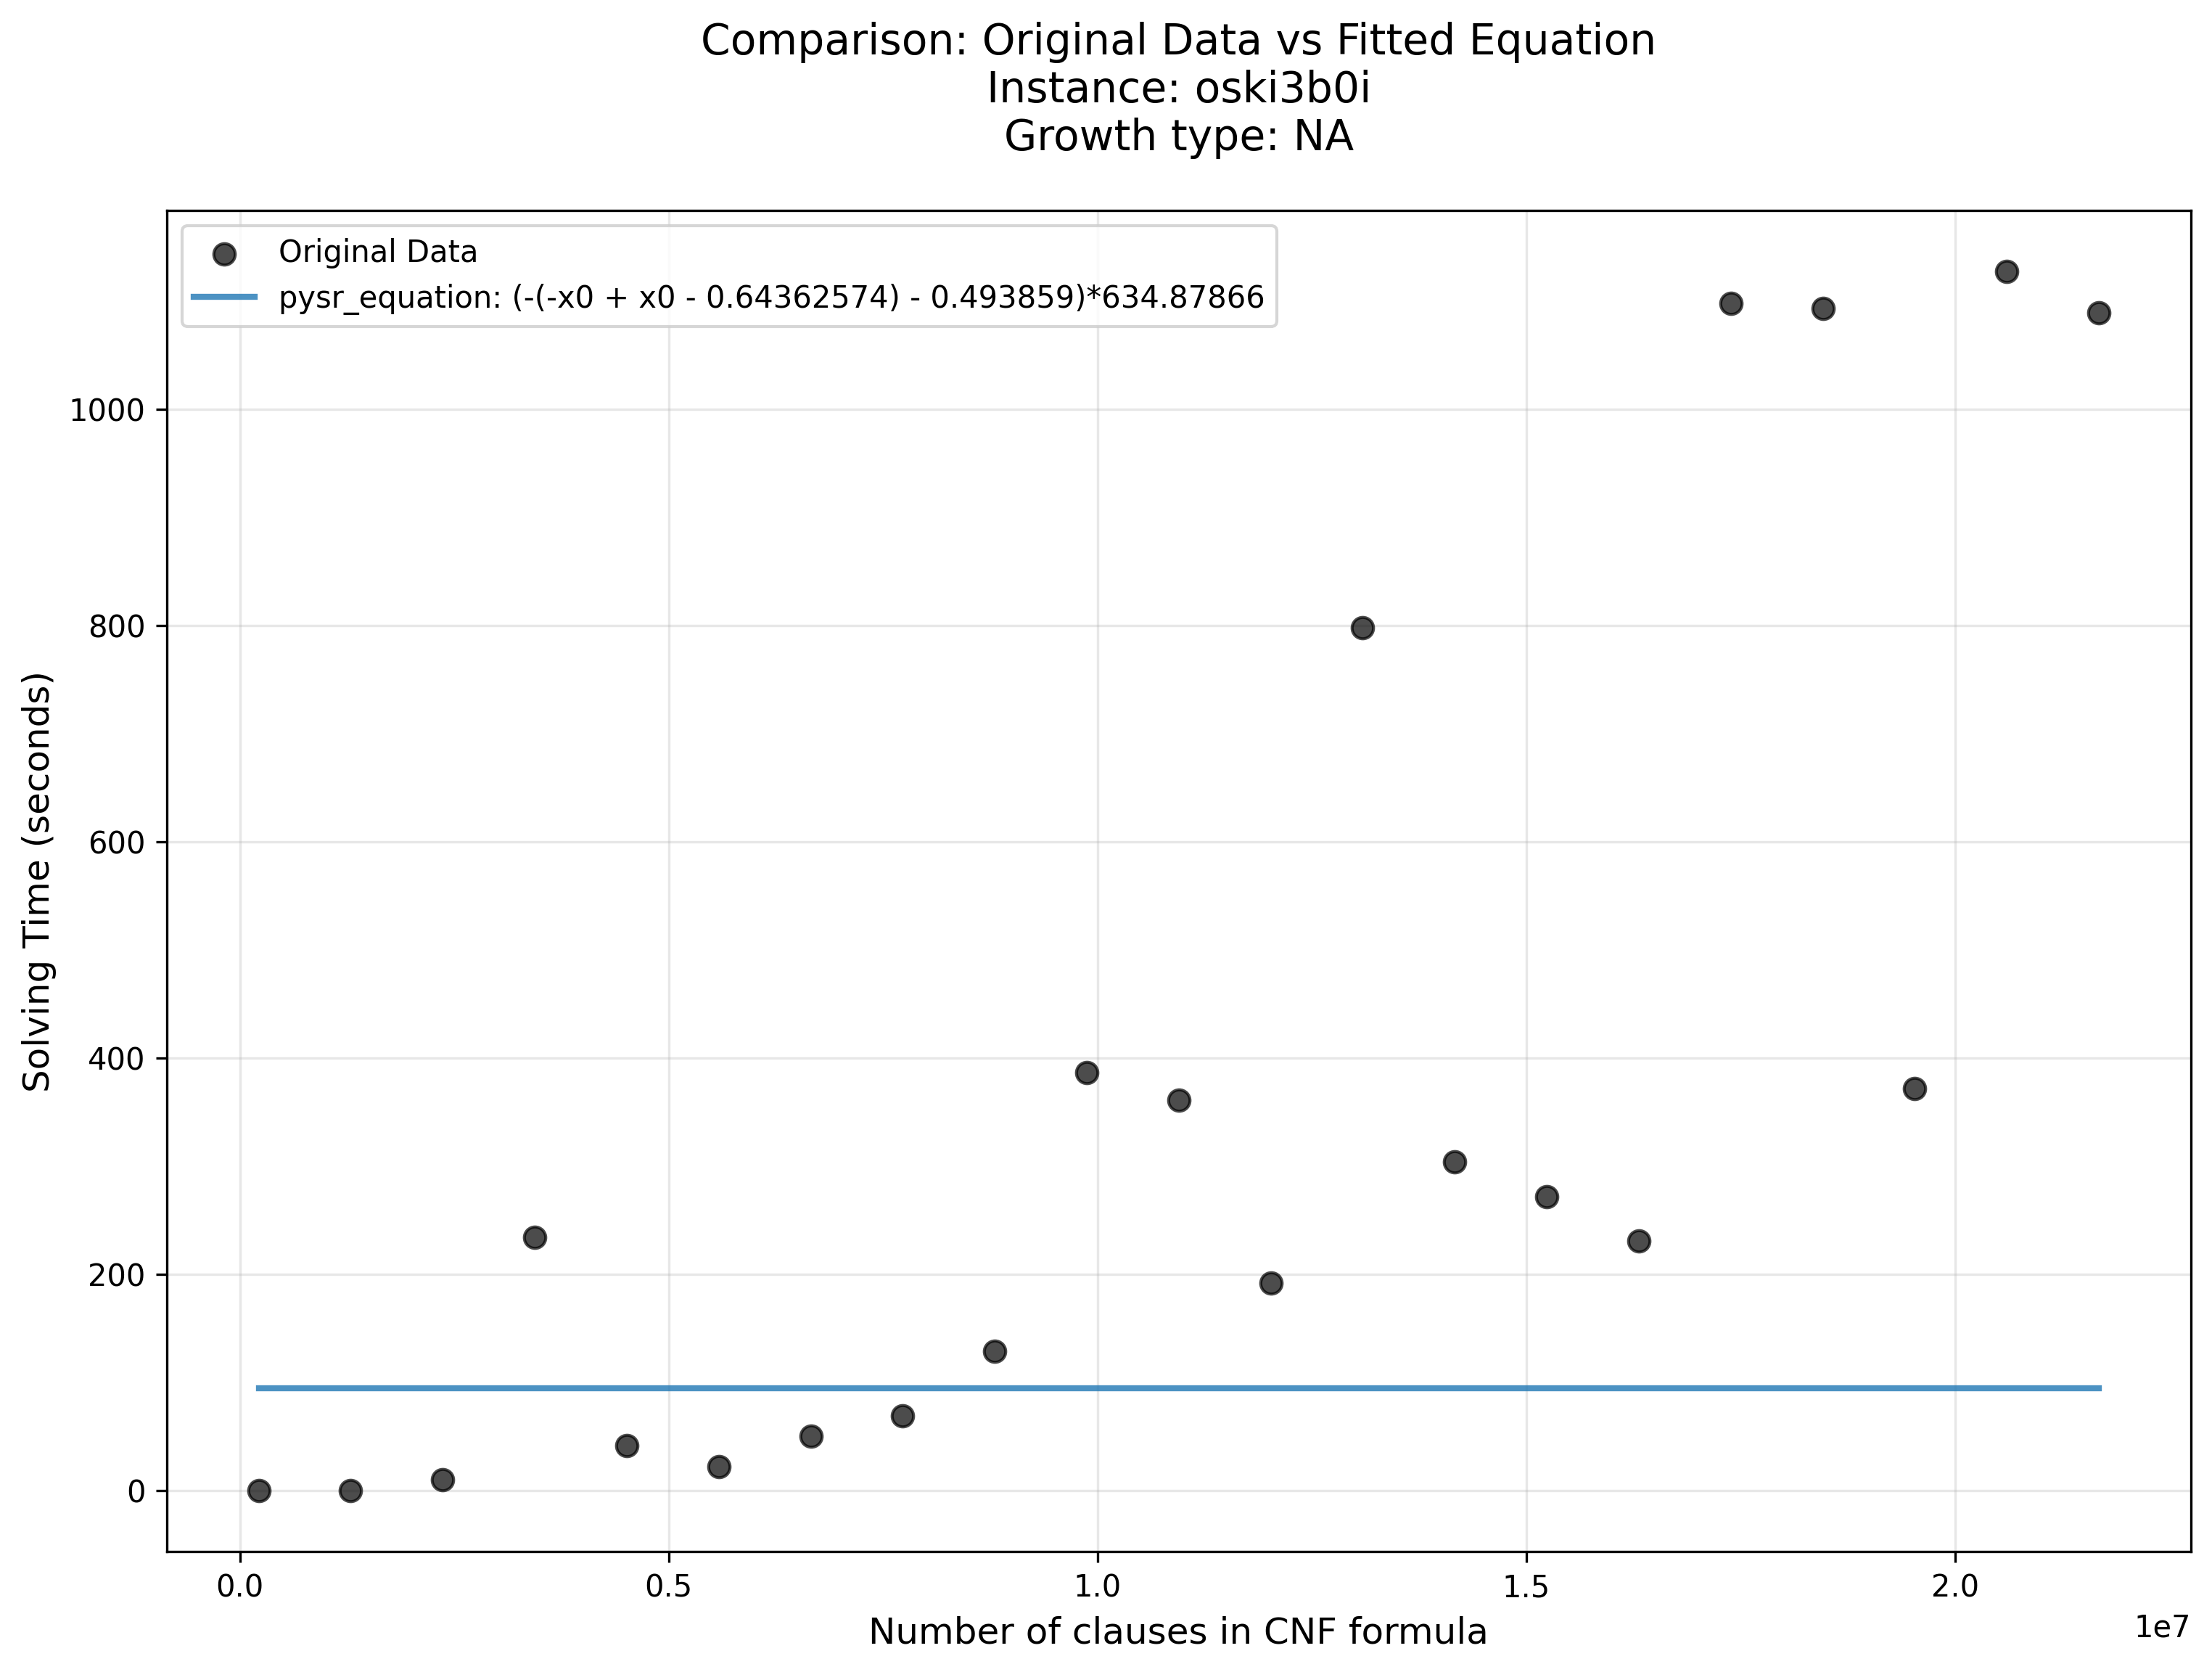 Comparison: Original Data vs Fitted Equation
Instance: oski3b0i
Growth type: NA
Original Data
pysr_equation: (-(-x0 + x0 - 0.64362574) - 0.493859)*634.87866
1000
800
600
400
200
0
Solving Time (seconds)
0.0 0.5 1.0 1.5 2.0
1e7
Number of clauses in CNF formula